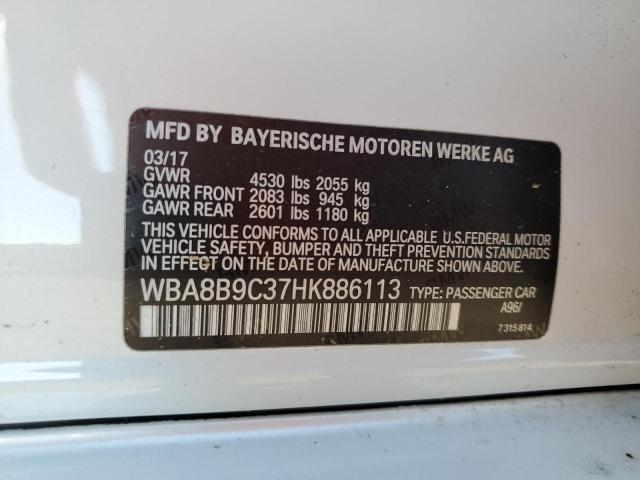 MFD BY BAYERISCHE MOTOREN WERKE AG
03/17
GVWR 4530 lbs 2055 kg
GAWR FRONT 2083 lbs 945 kg
GAWR REAR 2601 lbs 1180 kg
THIS VEHICLE CONFORMS TO ALL APPLICABLE U.S.FEDERAL MOTOR
VEHICLE SAFETY, BUMPER AND THEFT PREVENTION STANDARDS
IN EFFECT ON THE DATE OF MANUFACTURE SHOWN ABOVE.
WBA8B9C37HK886113 TYPE: PASSENGER CAR
A96/
7315814